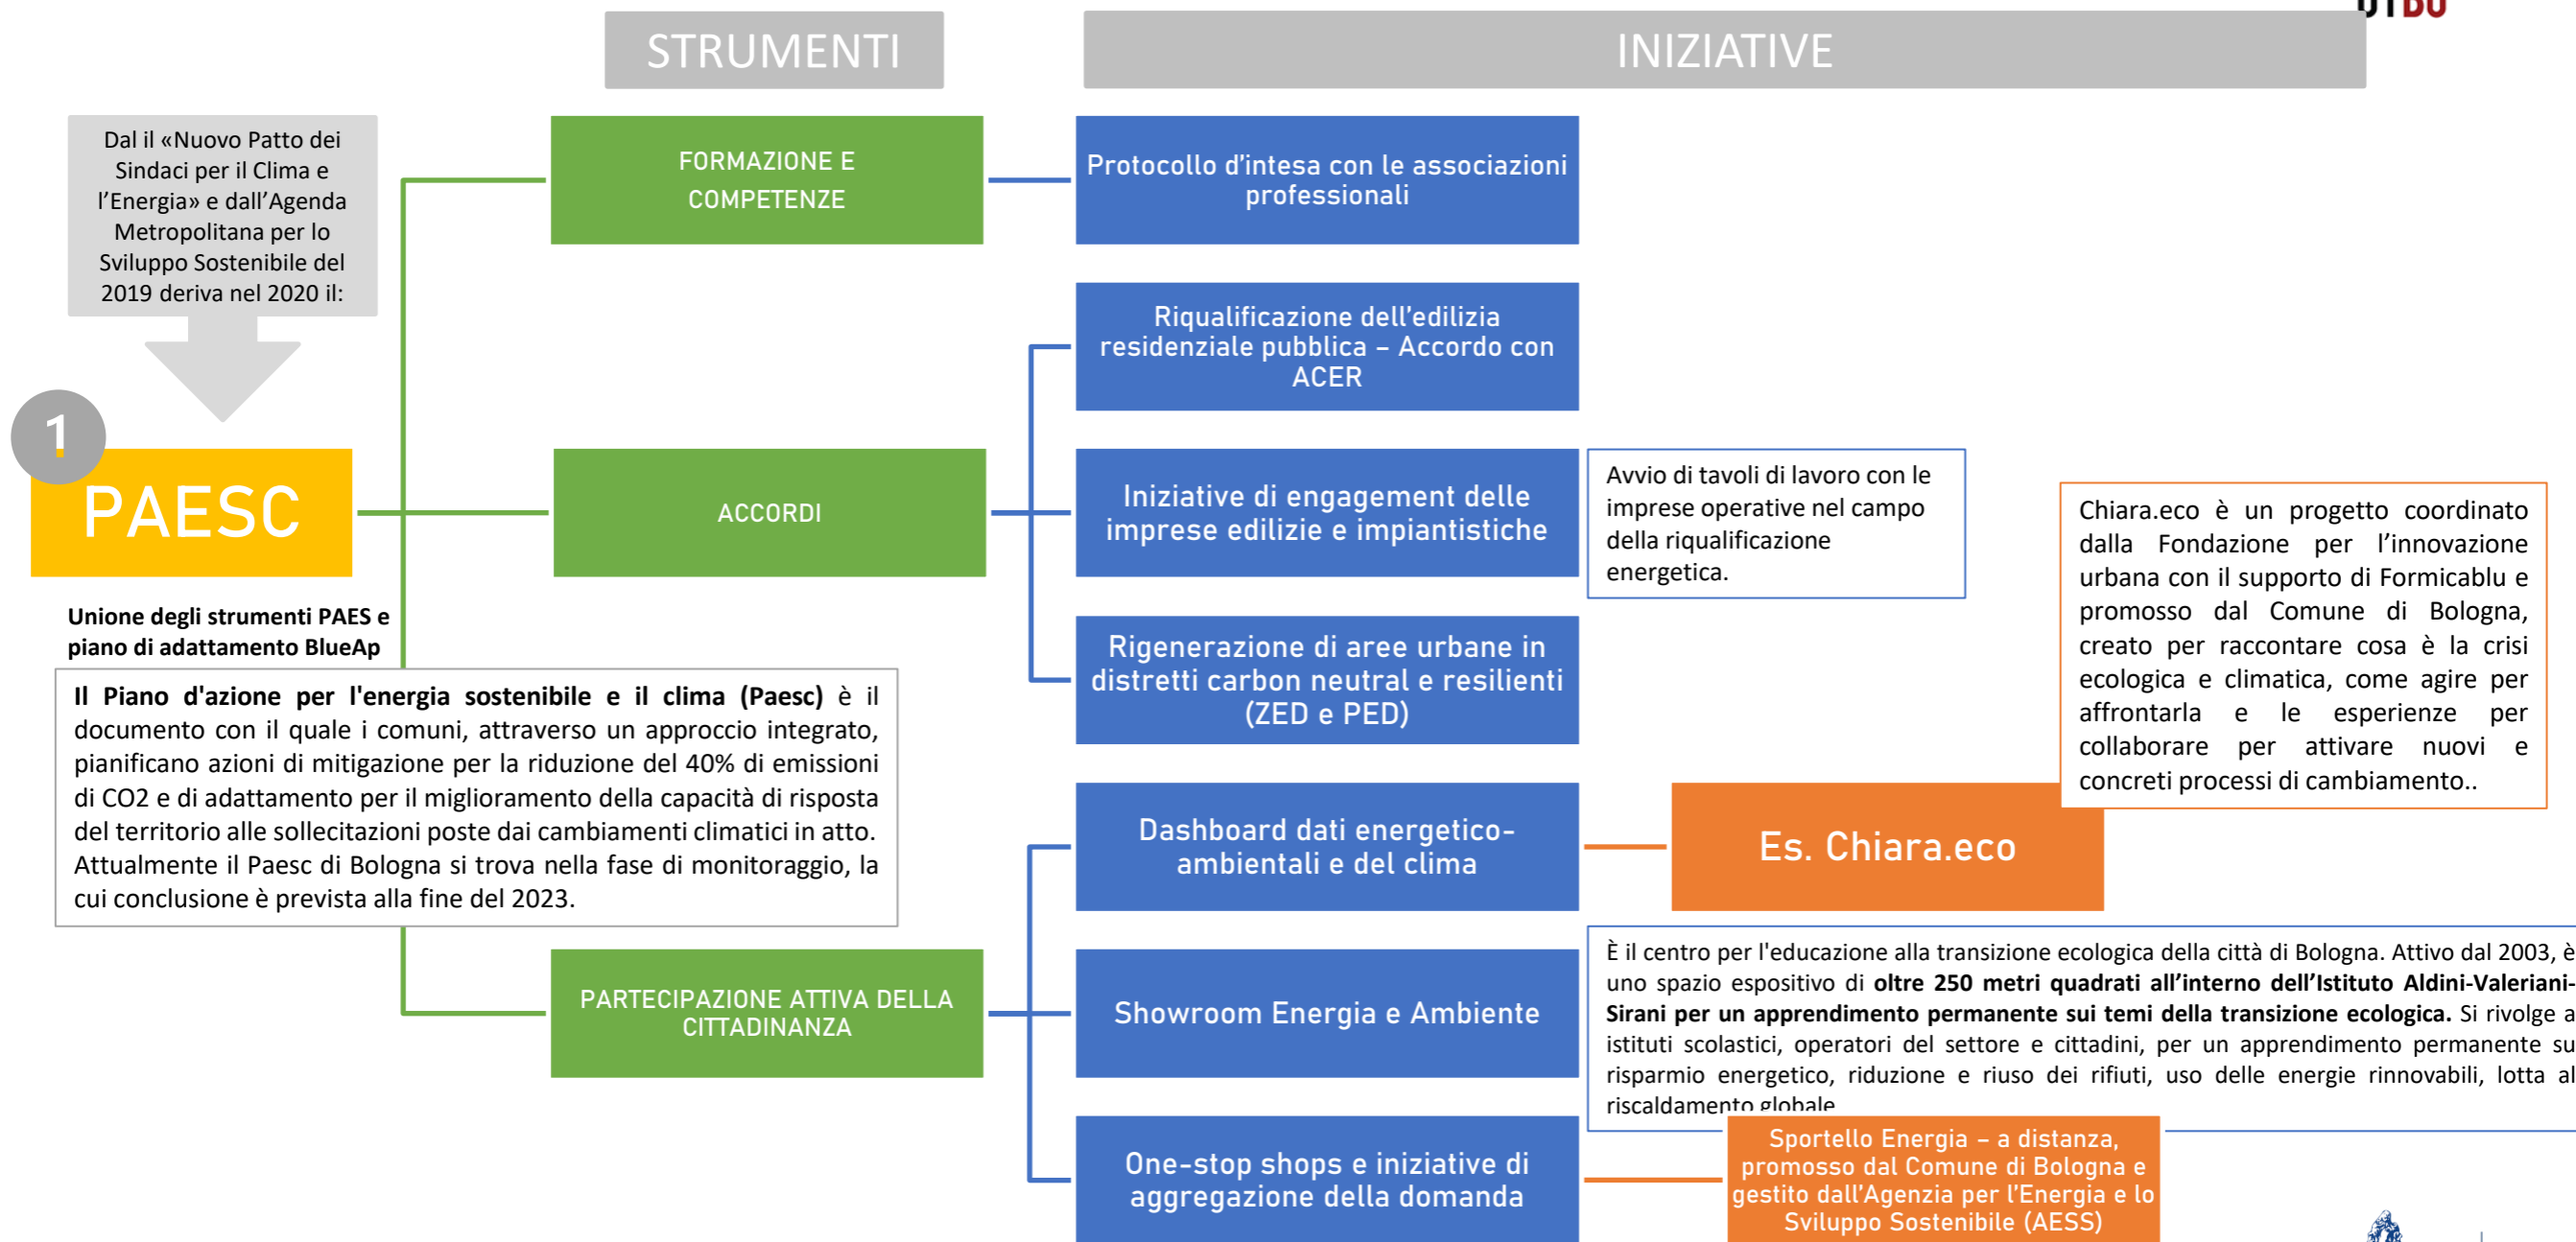 STRUMENTI
INIZIATIVE
Dal il «Nuovo Patto dei
Sindaci per il Clima e
l’Energia» e dall’Agenda
Metropolitana per lo
Sviluppo Sostenibile del
2019 deriva nel 2020 il:
1
PAESC
Unione degli strumenti PAES e
piano di adattamento BlueAp
Il Piano d'azione per l'energia sostenibile e il clima (Paesc) è il
documento con il quale i comuni, attraverso un approccio integrato,
pianificano azioni di mitigazione per la riduzione del 40% di emissioni
di CO2 e di adattamento per il miglioramento della capacità di risposta
del territorio alle sollecitazioni poste dai cambiamenti climatici in atto.
Attualmente il Paesc di Bologna si trova nella fase di monitoraggio, la
cui conclusione è prevista alla fine del 2023.
FORMAZIONE E
COMPETENZE
Protocollo d’intesa con le associazioni
professionali
ACCORDI
Riqualificazione dell’edilizia
residenziale pubblica – Accordo con
ACER
Iniziative di engagement delle
imprese edilizie e impiantistiche
Avvio di tavoli di lavoro con le
imprese operative nel campo
della riqualificazione
energetica.
Rigenerazione di aree urbane in
distretti carbon neutral e resilienti
(ZED e PED)
PARTECIPAZIONE ATTIVA DELLA
CITTADINANZA
Dashboard dati energetico-
ambientali e del clima
Es. Chiara.eco
Chiara.eco è un progetto coordinato
dalla Fondazione per l’innovazione
urbana con il supporto di Formicablu e
promosso dal Comune di Bologna,
creato per raccontare cosa è la crisi
ecologica e climatica, come agire per
affrontarla e le esperienze per
collaborare per attivare nuovi e
concreti processi di cambiamento..
Showroom Energia e Ambiente
È il centro per l'educazione alla transizione ecologica della città di Bologna. Attivo dal 2003, è
uno spazio espositivo di oltre 250 metri quadrati all’interno dell’Istituto Aldini-Valeriani-
Sirani per un apprendimento permanente sui temi della transizione ecologica. Si rivolge a
istituti scolastici, operatori del settore e cittadini, per un apprendimento permanente su
risparmio energetico, riduzione e riuso dei rifiuti, uso delle energie rinnovabili, lotta al
riscaldamento globale
One-stop shops e iniziative di
aggregazione della domanda
Sportello Energia – a distanza,
promosso dal Comune di Bologna e
gestito dall’Agenzia per l’Energia e lo
Sviluppo Sostenibile (AESS)